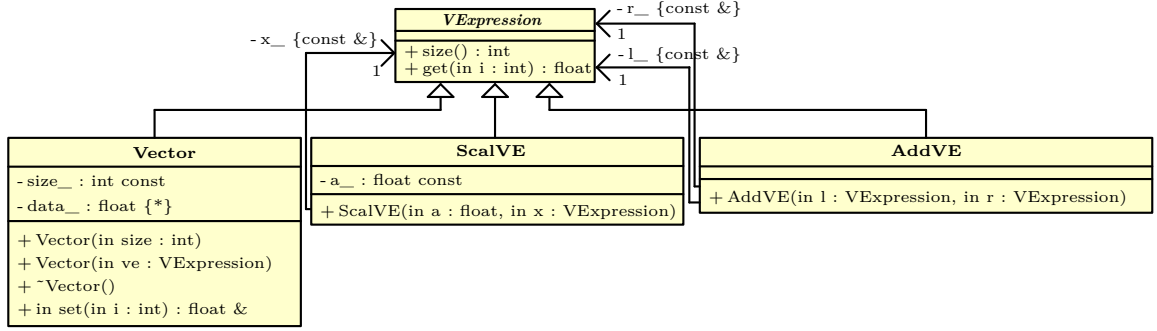 VExpression
+ size() : int
+ get(in i : int) : float
- x_ {const &}
1
- r_ {const &}
1
- l_ {const &}
1
Vector
- size_ : int const
- data_ : float {*}
+ Vector(in size : int)
+ Vector(in ve : VExpression)
+ ~Vector()
+ in set(in i : int) : float &
ScalVE
- a_ : float const
+ ScalVE(in a : float, in x : VExpression)
AddVE
+ AddVE(in l : VExpression, in r : VExpression)